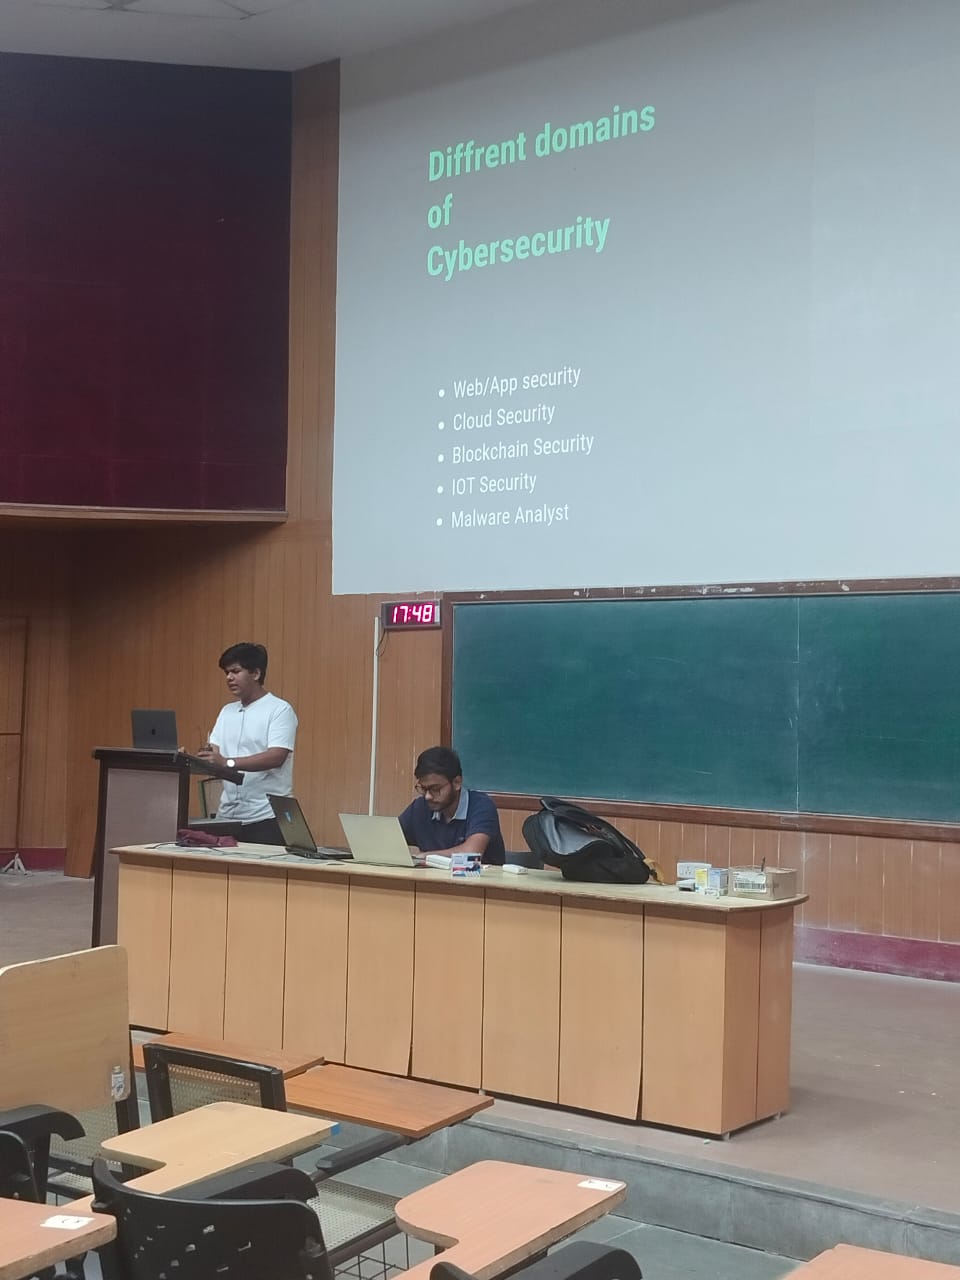 Diffrent domains
of
Cybersecurity
• Web/App security
• Cloud Security
• Blockchain Security
• IOT Security
• Malware Analyst
17:48